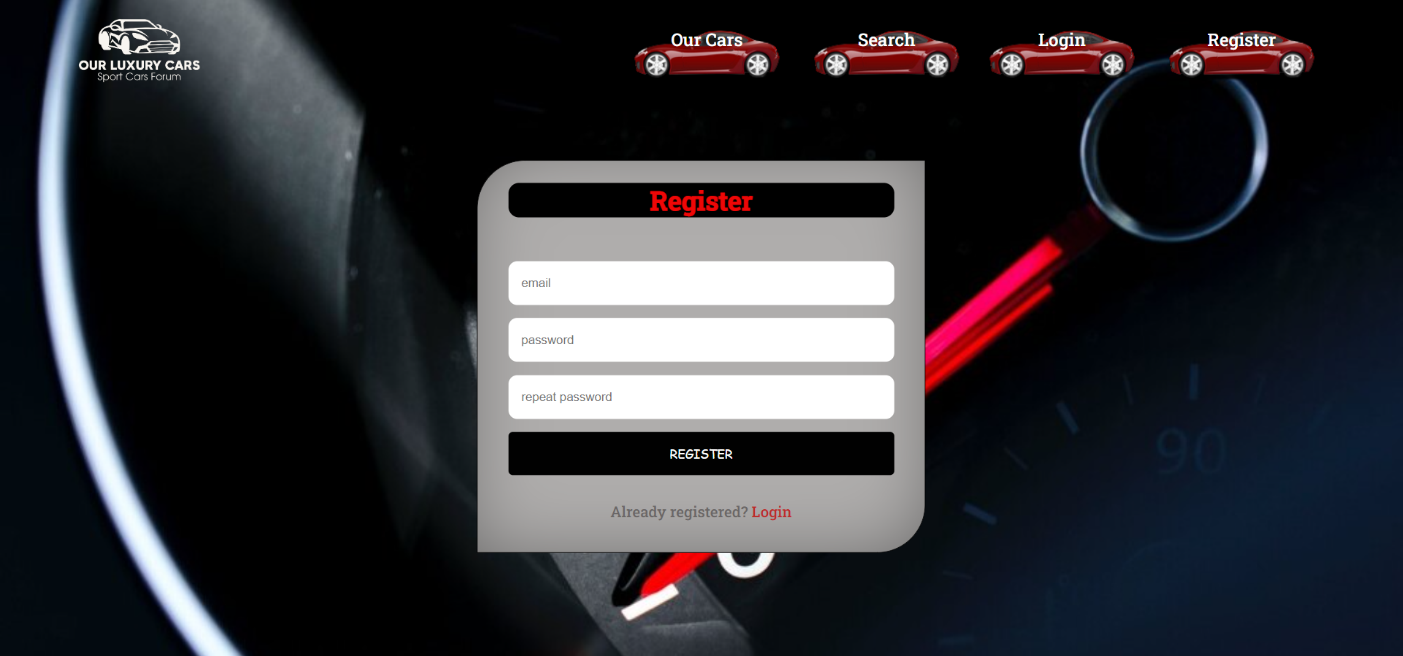 OUR LUXURY CARS
Sport Cars Forum
Our Cars
Search
Login
Register
Register
email
password
repeat password
REGISTER
Already registered? Login
90